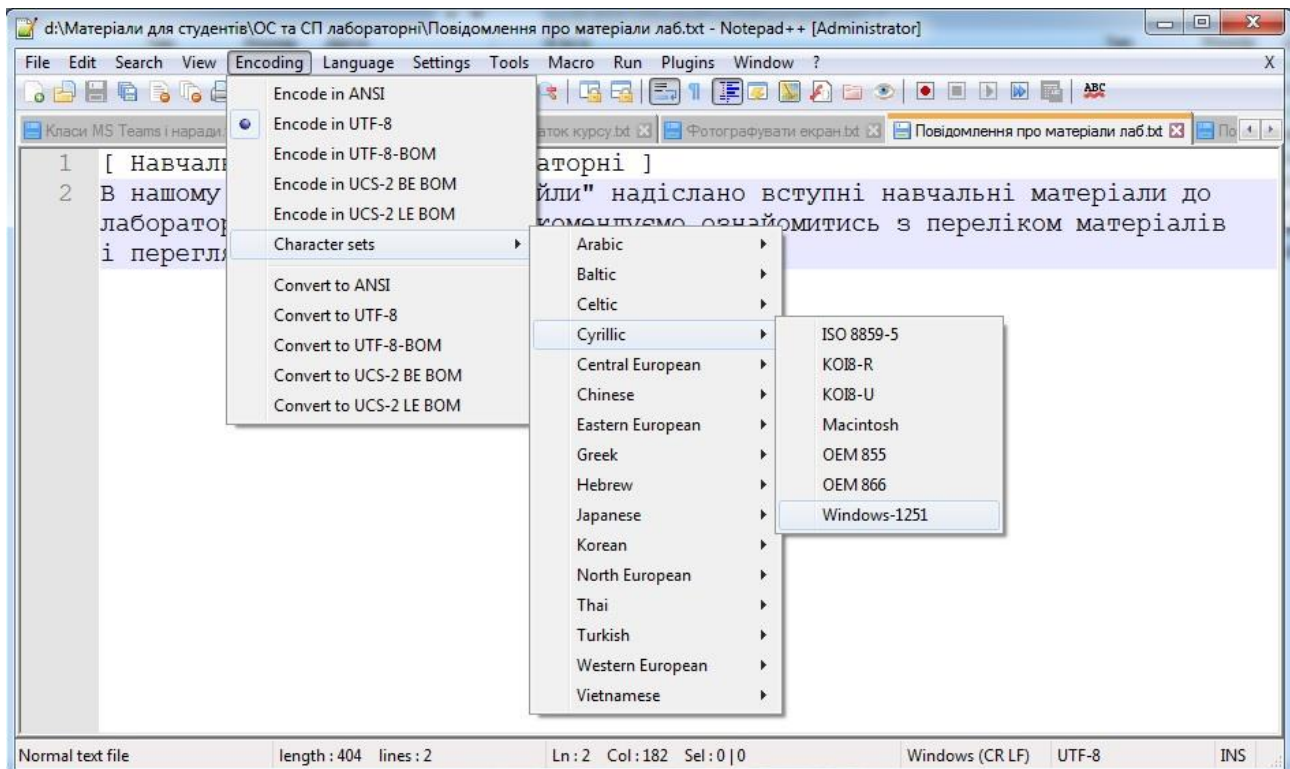 d:\Матеріали для студентів\ОС та СП лабораторні\Повідомлення про матеріали лаб.txt - Notepad++ [Administrator]
File Edit Search View Encoding Language Settings Tools Macro Run Plugins Window ? X
ABC
Класи MS Teams і наради. аток курсу.txt Фотографувати екран.txt Повідомлення про матеріали лаб.txt По
1 [ Навчаль аторні ]
2 В нашому йли" надіслано вступні навчальні матеріали до
лаборатор комендуємо ознайомитись з переліком матеріалів
і перегля
Encode in ANSI
Encode in UTF-8
Encode in UTF-8-BOM
Encode in UCS-2 BE BOM
Encode in UCS-2 LE BOM
Character sets
Convert to ANSI
Convert to UTF-8
Convert to UTF-8-BOM
Convert to UCS-2 BE BOM
Convert to UCS-2 LE BOM
Arabic
Baltic
Celtic
Cyrillic
Central European
Chinese
Eastern European
Greek
Hebrew
Japanese
Korean
North European
Thai
Turkish
Western European
Vietnamese
ISO 8859-5
KOI8-R
KOI8-U
Macintosh
OEM 855
OEM 866
Windows-1251
Normal text file length : 404 lines : 2 Ln : 2 Col : 182 Sel : 0 | 0 Windows (CR LF) UTF-8 INS